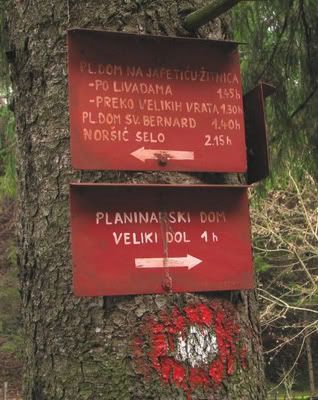 PL.DOM NA JAPETIĆU-ŽITNICA
-PO LIVADAMA 1.45h
-PREKO VELIKIH VRATA 1.30h
PL.DOM SV.BERNARD 1.40h
NORŠIĆ SELO 2.15h
PLANINARSKI DOM
VELIKI DOL 1h